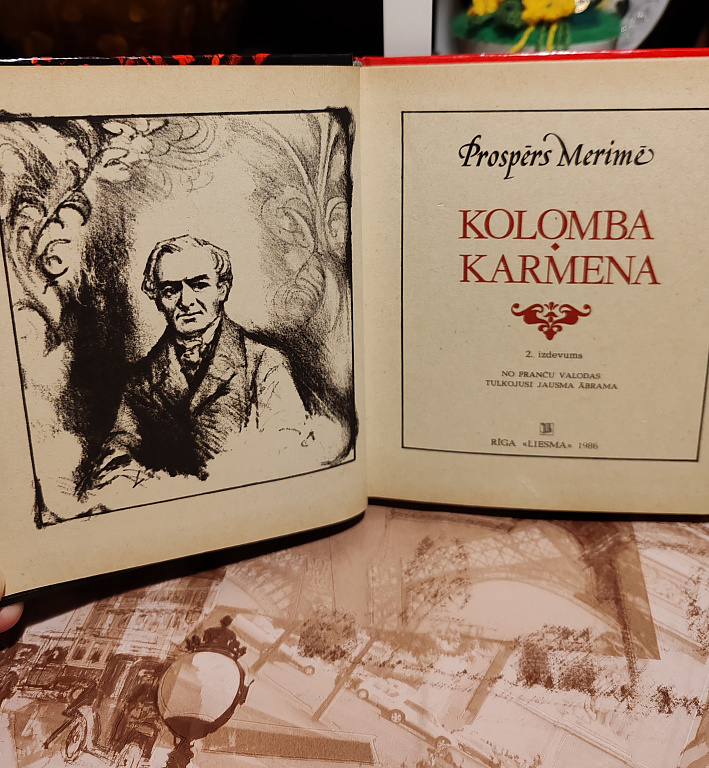 Prospērs Merimē
KOLOMBA
KARMENA
2. izdevums
NO FRANČU VALODAS
TULKOJUSI JAUSMA ĀBRAMA
RĪGA «LIESMA» 1986